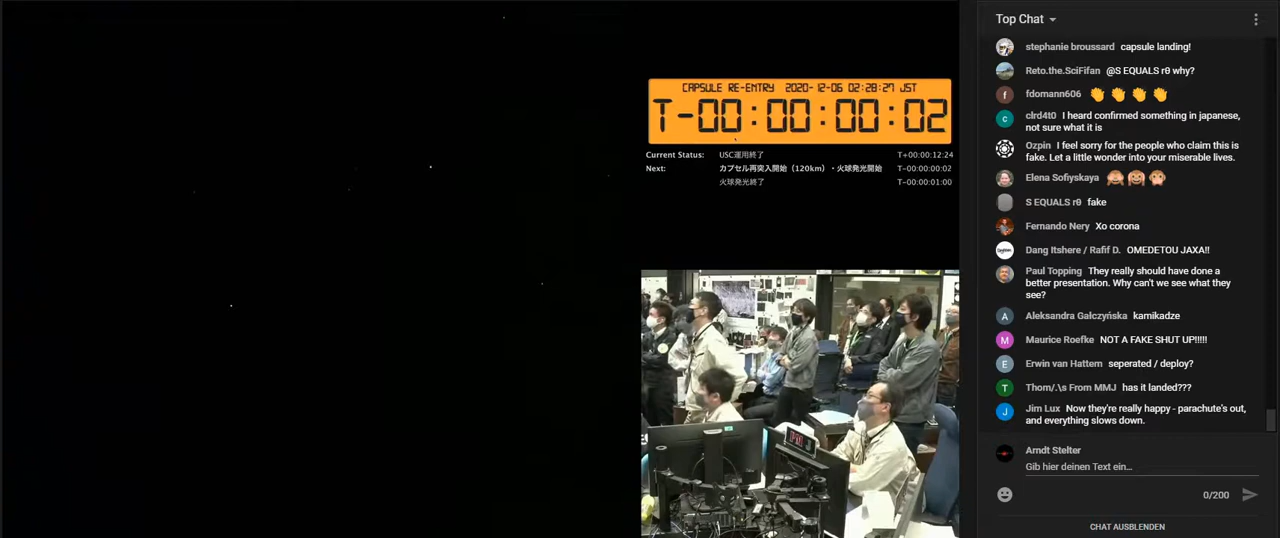 CAPSULE RE-ENTRY 2020-12-06 02:28:27 JST
T-00:00:00:02
Current Status: USC運用終了 T+00:00:12:24
Next: カプセル再突入開始（120km）・火球発光開始 T-00:00:00:02
火球発光終了 T-00:00:01:00
Top Chat
stephanie broussard capsule landing!
Reto.the.SciFifan @S EQUALS rθ why?
f
fdomann606 👏 👏 👏 👏
c
clrd4t0 I heard confirmed something in japanese,
not sure what it is
Ozpin I feel sorry for the people who claim this is
fake. Let a little wonder into your miserable lives.
Elena Sofiyskaya 🙈 🙉 🙊
S EQUALS rθ fake
Fernando Nery Xo corona
Dang Itshere / Rafif D. OMEDETOU JAXA!!
Paul Topping They really should have done a
better presentation. Why can't we see what they
see?
A
Aleksandra Gałczyńska kamikadze
M
Maurice Roefke NOT A FAKE SHUT UP!!!!!
E
Erwin van Hattem seperated / deploy?
T
Thom/.\s From MMJ has it landed???
J
Jim Lux Now they're really happy - parachute's out,
and everything slows down.
Arndt Stelter
Gib hier deinen Text ein...
0/200
CHAT AUSBLENDEN